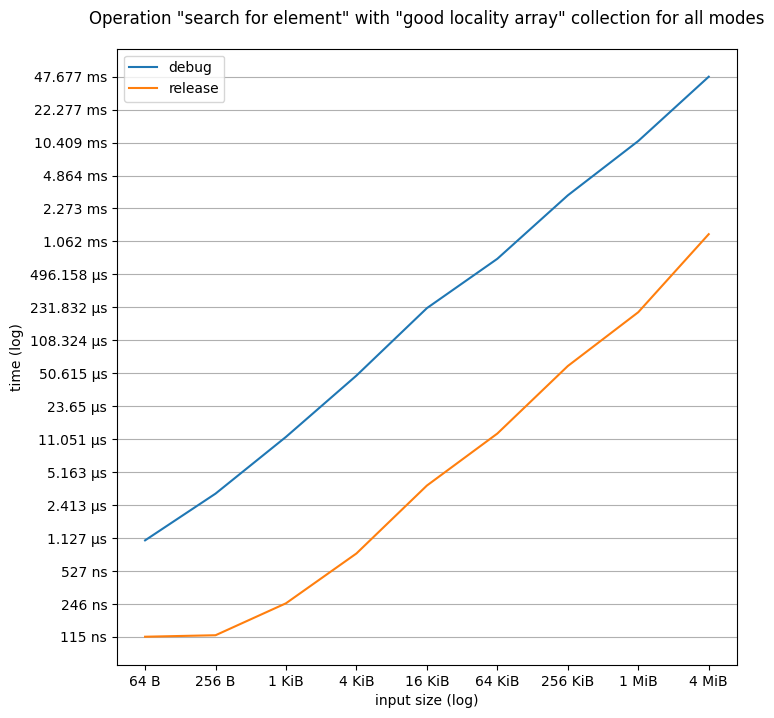 Operation "search for element" with "good locality array" collection for all modes
debug
release
time (log)
47.677 ms
22.277 ms
10.409 ms
4.864 ms
2.273 ms
1.062 ms
496.158 µs
231.832 µs
108.324 µs
50.615 µs
23.65 µs
11.051 µs
5.163 µs
2.413 µs
1.127 µs
527 ns
246 ns
115 ns
64 B 256 B 1 KiB 4 KiB 16 KiB 64 KiB 256 KiB 1 MiB 4 MiB
input size (log)